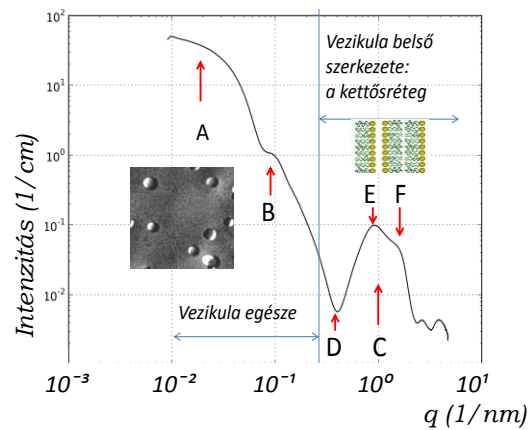 Intenzitás (1/cm)
10²
10¹
10⁰
10⁻¹
10⁻²
Vezikula belső
szerkezete:
a kettősréteg
A
B
E F
Vezikula egésze
D
C
10⁻³ 10⁻² 10⁻¹ 10⁰ 10¹
q (1/nm)